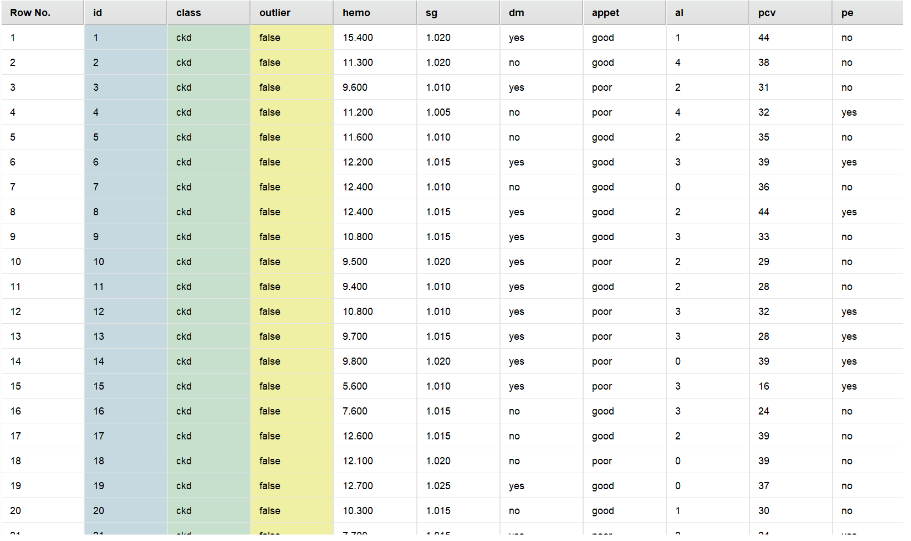 Row No. id class outlier hemo sg dm appet al pcv pe
1 1 ckd false 15.400 1.020 yes good 1 44 no
2 2 ckd false 11.300 1.020 no good 4 38 no
3 3 ckd false 9.600 1.010 yes poor 2 31 no
4 4 ckd false 11.200 1.005 no poor 4 32 yes
5 5 ckd false 11.600 1.010 no good 2 35 no
6 6 ckd false 12.200 1.015 yes good 3 39 yes
7 7 ckd false 12.400 1.010 no good 0 36 no
8 8 ckd false 12.400 1.015 yes good 2 44 yes
9 9 ckd false 10.800 1.015 yes good 3 33 no
10 10 ckd false 9.500 1.020 yes poor 2 29 no
11 11 ckd false 9.400 1.010 yes good 2 28 no
12 12 ckd false 10.800 1.010 yes poor 3 32 yes
13 13 ckd false 9.700 1.015 yes poor 3 28 yes
14 14 ckd false 9.800 1.020 yes poor 0 39 yes
15 15 ckd false 5.600 1.010 yes poor 3 16 yes
16 16 ckd false 7.600 1.015 no good 3 24 no
17 17 ckd false 12.600 1.015 no good 2 39 no
18 18 ckd false 12.100 1.020 no poor 0 39 no
19 19 ckd false 12.700 1.025 yes good 0 37 no
20 20 ckd false 10.300 1.015 no good 1 30 no